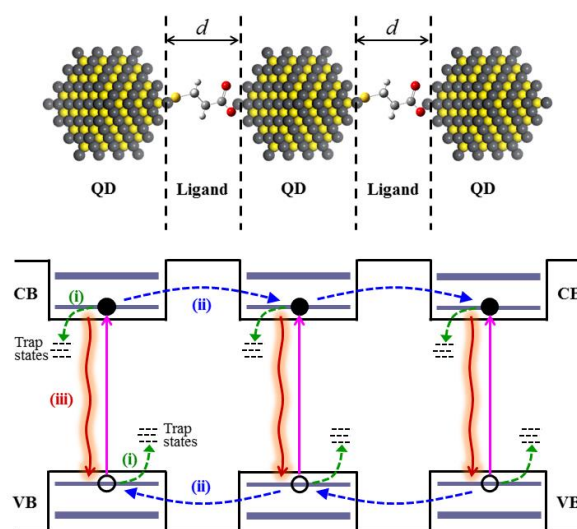 d d
QD Ligand QD Ligand QD
CB (i) (ii) CB
Trap
states
(iii)
Trap
states
(i) (ii)
VB VB